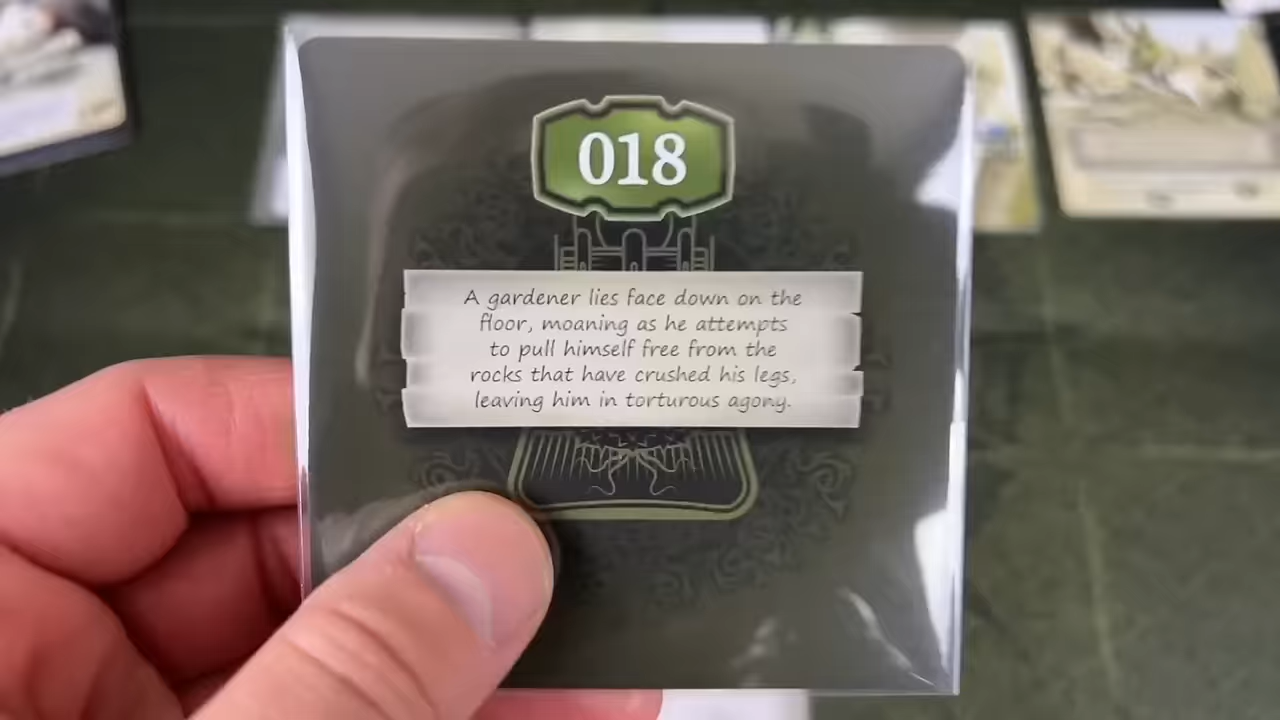 018
A gardener lies face down on the
floor, moaning as he attempts
to pull himself free from the
rocks that have crushed his legs,
leaving him in torturous agony.